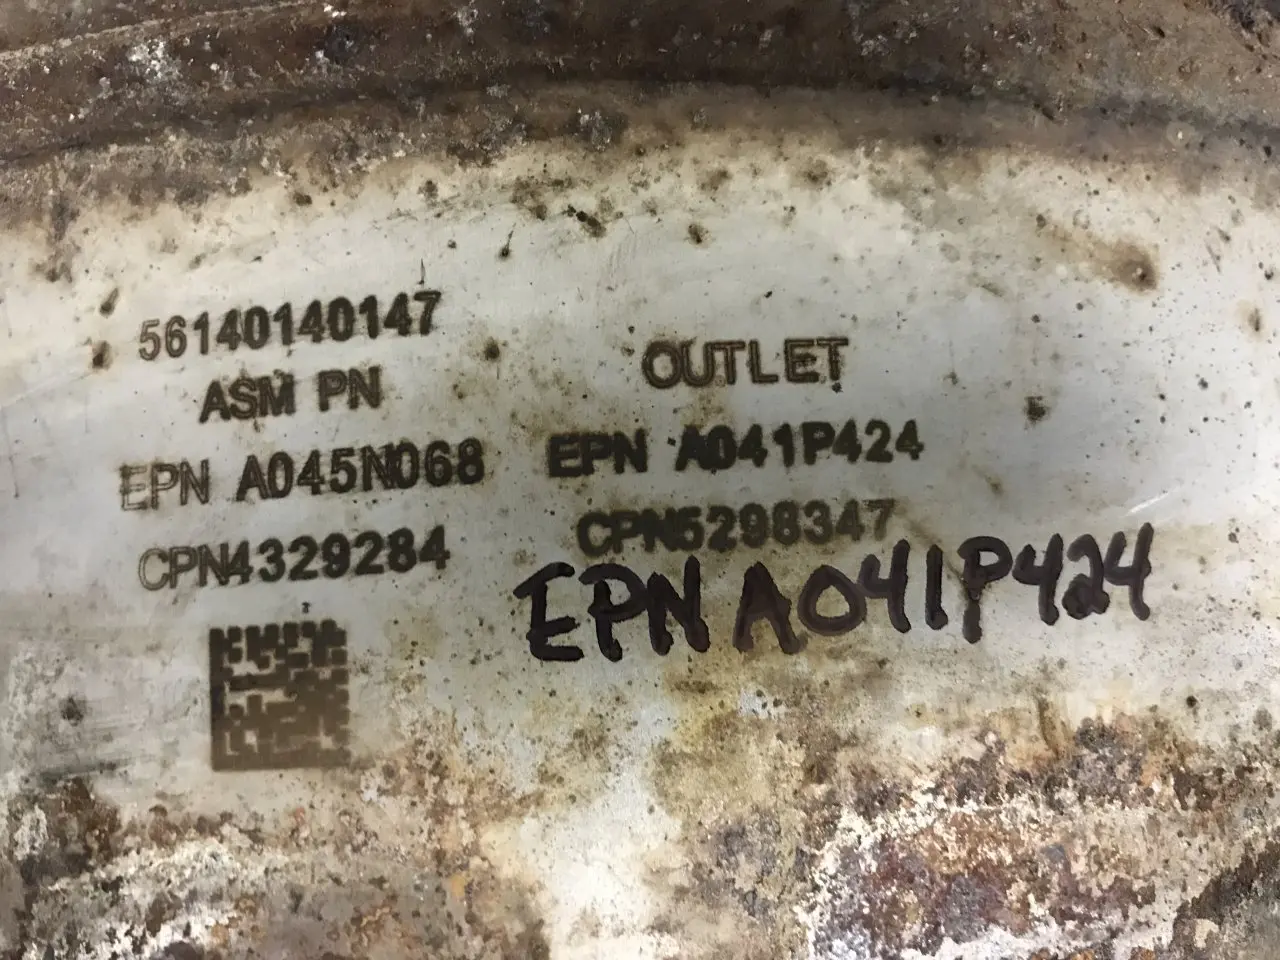 56140140147
ASM PN
EPN A045N068
CPN4329284
OUTLET
EPN A041P424
CPN5298347
EPN A041P424